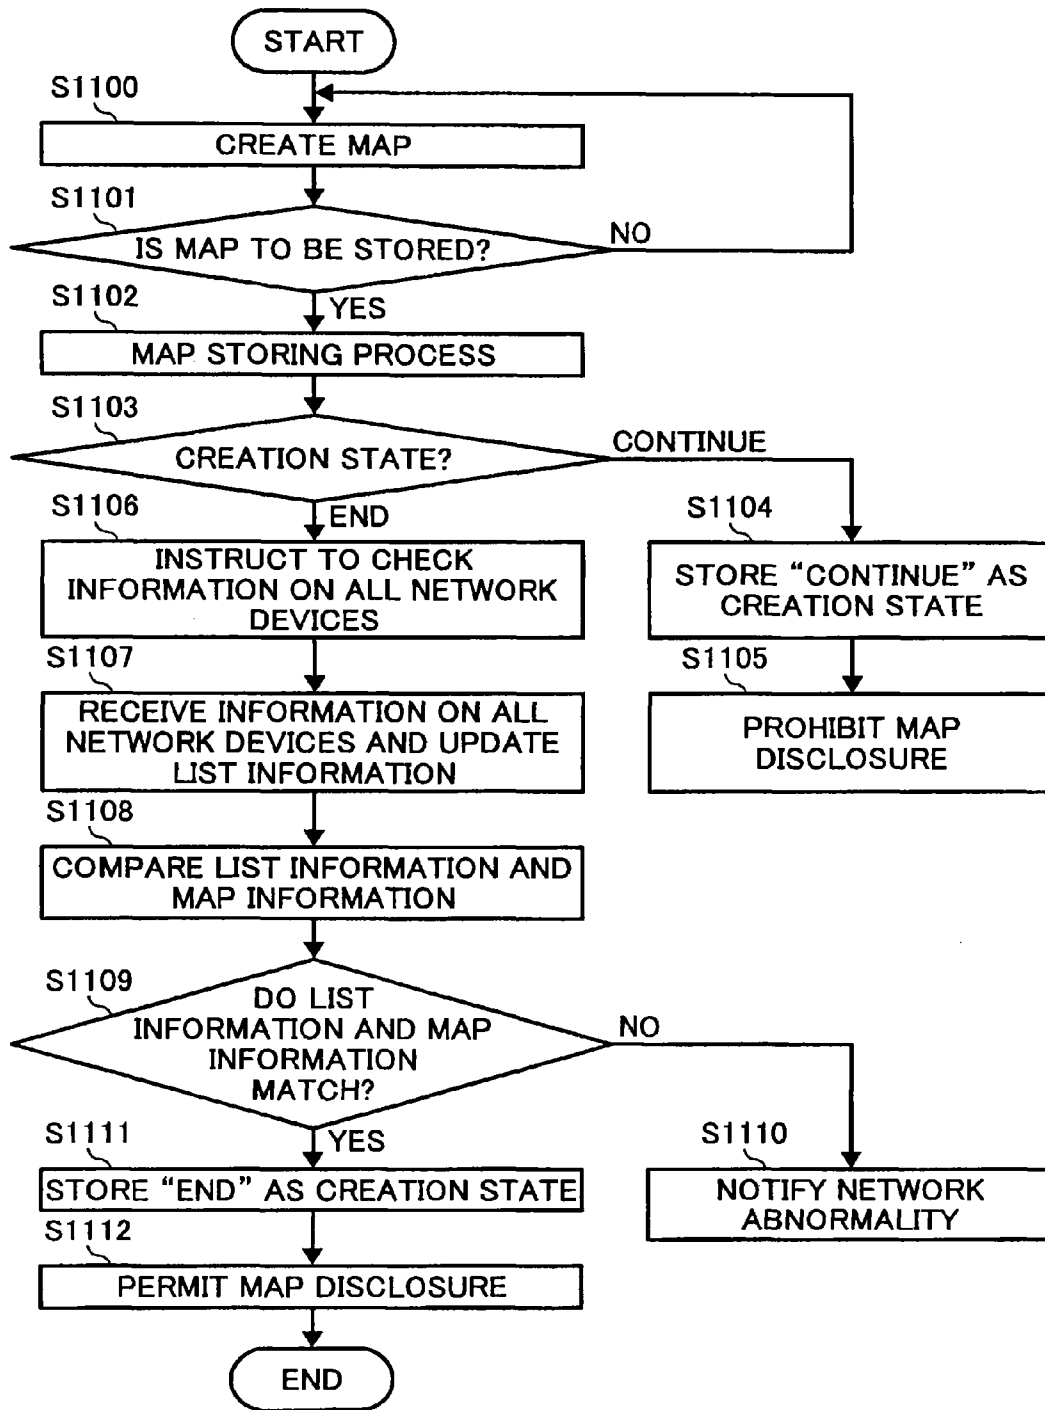 START
S1100
CREATE MAP
S1101
IS MAP TO BE STORED?
NO
YES
S1102
MAP STORING PROCESS
S1103
CREATION STATE?
CONTINUE
END
S1106
INSTRUCT TO CHECK
INFORMATION ON ALL NETWORK
DEVICES
S1104
STORE “CONTINUE” AS
CREATION STATE
S1107
RECEIVE INFORMATION ON ALL
NETWORK DEVICES AND UPDATE
LIST INFORMATION
S1105
PROHIBIT MAP
DISCLOSURE
S1108
COMPARE LIST INFORMATION AND
MAP INFORMATION
S1109
DO LIST
INFORMATION AND MAP
INFORMATION
MATCH?
NO
YES
S1111
STORE “END” AS CREATION STATE
S1110
NOTIFY NETWORK
ABNORMALITY
S1112
PERMIT MAP DISCLOSURE
END